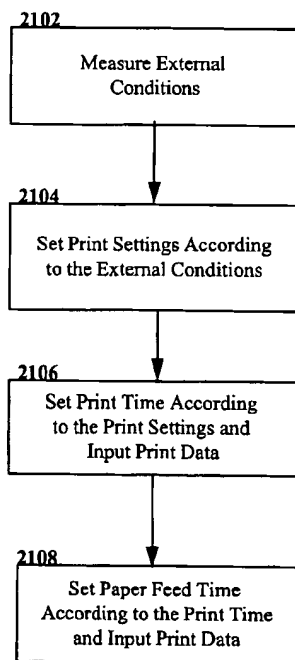 2102
Measure External
Conditions
2104
Set Print Settings According
to the External Conditions
2106
Set Print Time According
to the Print Settings and
Input Print Data
2108
Set Paper Feed Time
According to the Print Time
and Input Print Data